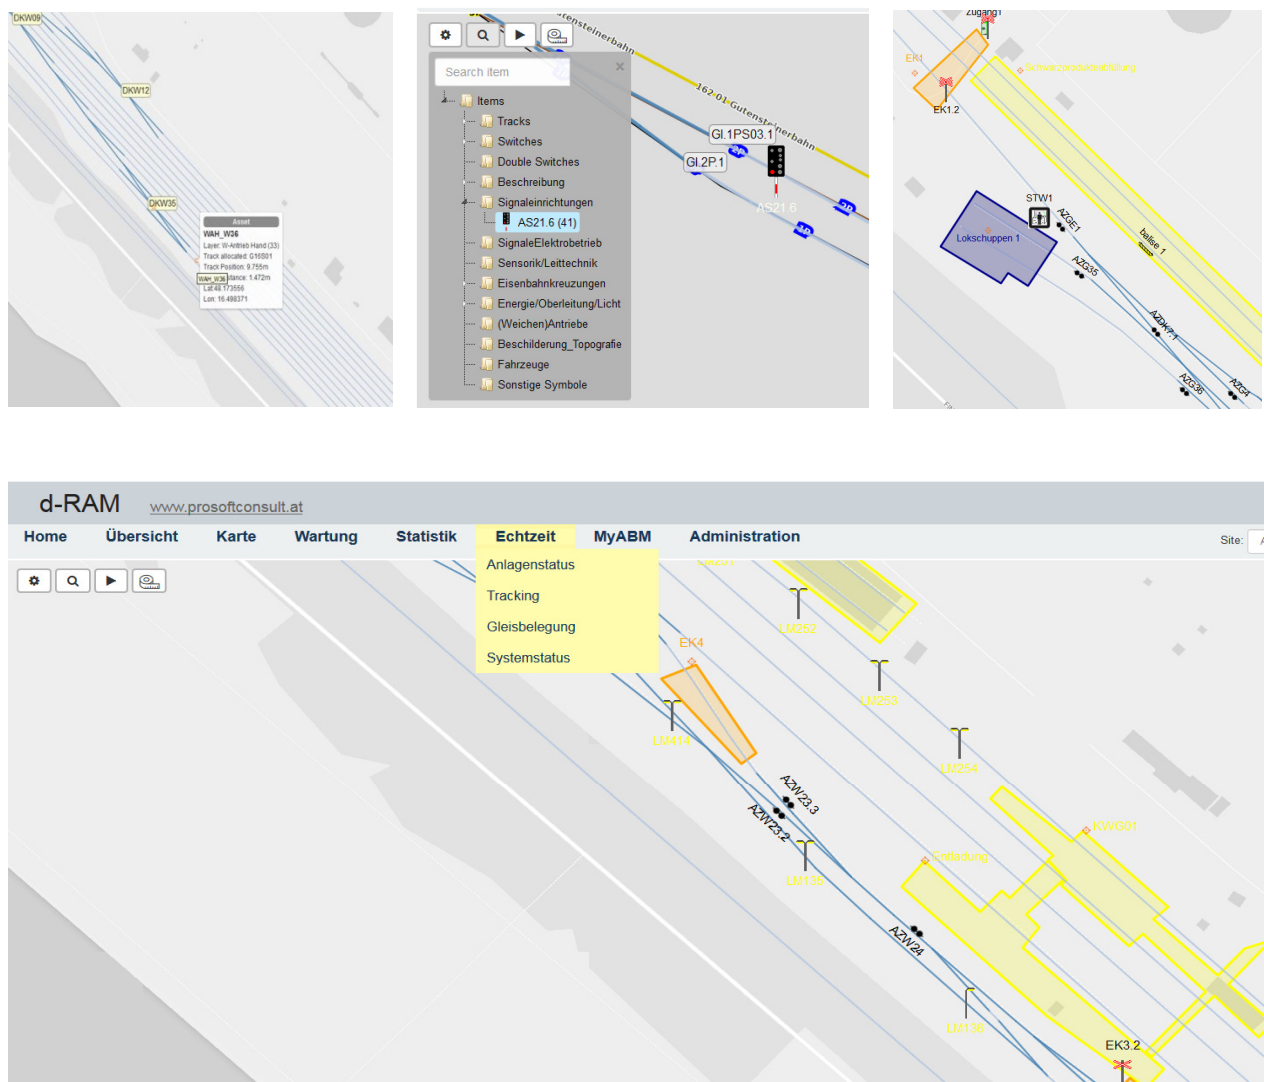 DKW09
DKW12
DKW35
Asset
WAH_W36
Layer: W-Antrieb Hand (33)
Track allocated: G16S01
Track Position: 9.755m
WAH_W36
stance: 1.472m
Lat:48.173556
Lon: 16.498371
Gutensteinerbahn
162 01 Gutensteinerbahn
Search item
×
Items
Tracks
Switches
Double Switches
Beschreibung
Signaleinrichtungen
AS21.6 (41)
SignaleElektrobetrieb
Sensorik/Leittechnik
Eisenbahnkreuzungen
Energie/Oberleitung/Licht
(Weichen)Antriebe
Beschilderung_Topografie
Fahrzeuge
Sonstige Symbole
Gl.1PS03.1
Gl.2P.1
AS21.6
Zugang1
EK1
EK1.2
STW1
Lokschuppen 1
AZGE1
balise 1
AZG35
AZDK7.1
AZG36
AZG4
d-RAM
www.prosoftconsult.at
Home Übersicht Karte Wartung Statistik Echtzeit MyABM Administration
Site:
Anlagenstatus
Tracking
Gleisbelegung
Systemstatus
LM252
EK4
LM253
LM414
LM254
AZW23.3
AZW23.2
KWG01
Entladung
LM135
AZW24
LM136
EK3.2